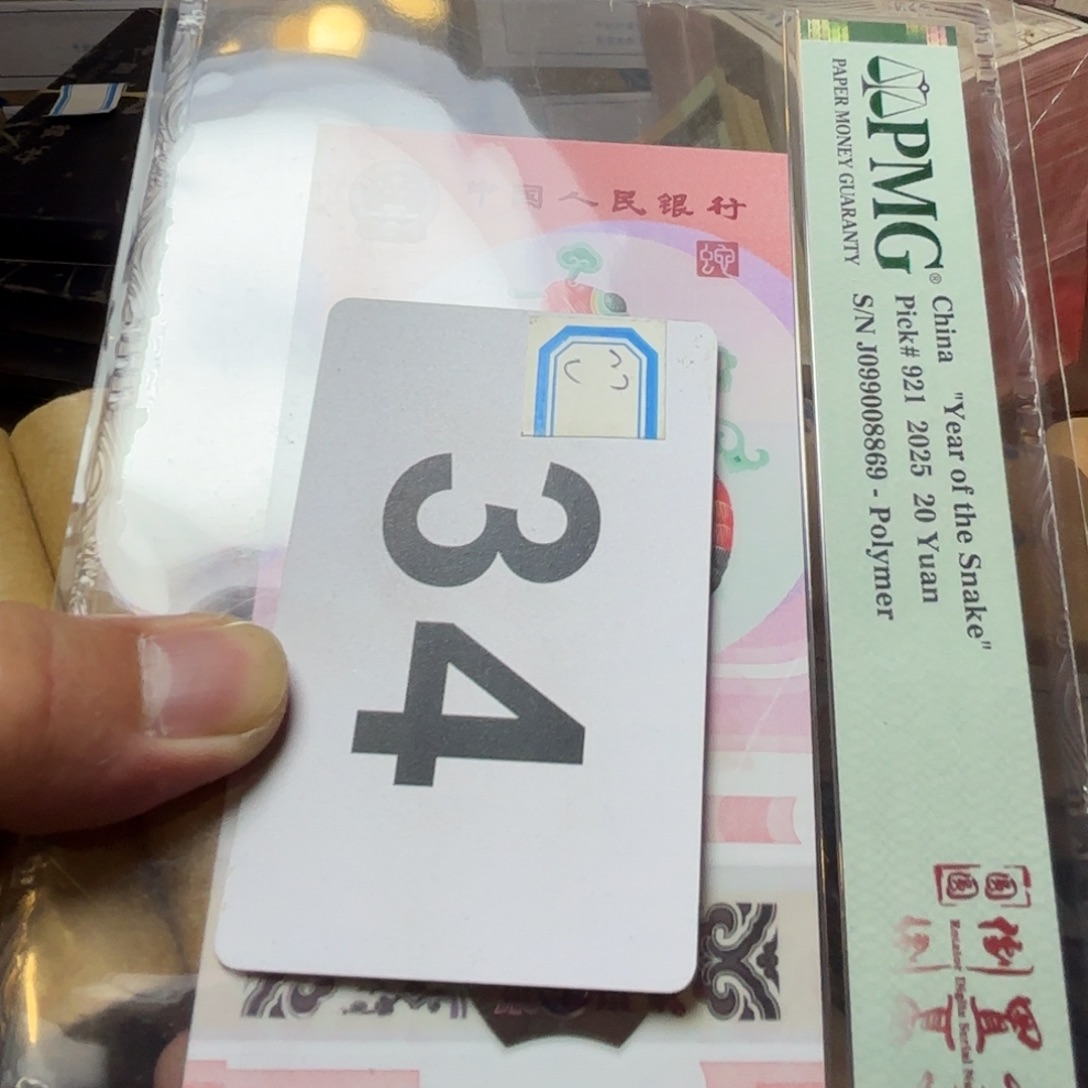 PMG®
PAPER MONEY GUARANTY
China "Year of the Snake"
Pick# 921 2025 20 Yuan
S/N J099008869 - Polymer
中国人民银行
34